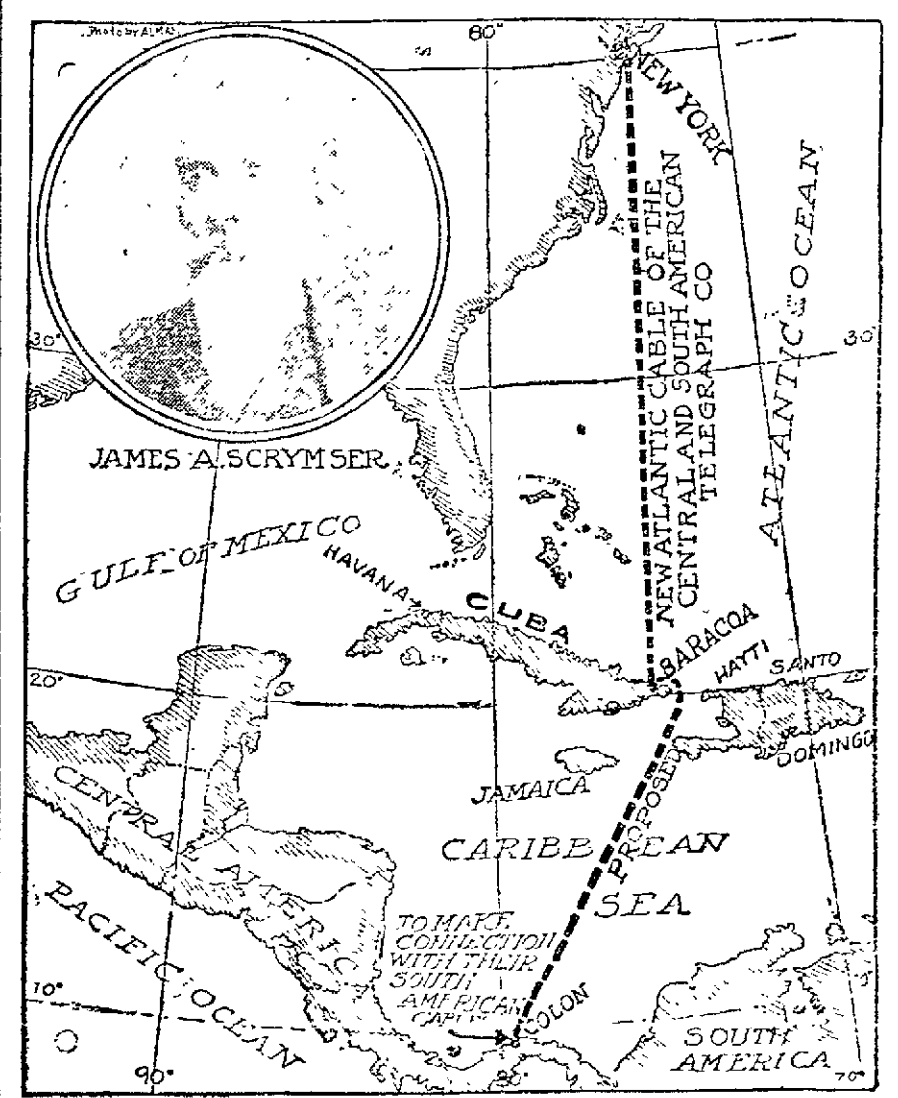 Photo by ALMAN
80°
NEW YORK
NEW ATLANTIC CABLE OF THE
CENTRAL AND SOUTH AMERICAN
TELEGRAPH CO
ATLANTIC OCEAN
30°
30°
JAMES A. SCRYMSER
GULF OF MEXICO
HAVANA
CUBA
BARACOA
HAYTI
SANTO
DOMINGO
20°
20°
JAMAICA
PROPOSED
CARIBBEAN
SEA
CENTRAL AMERICA
PACIFIC OCEAN
TO MAKE
CONNECTION
WITH THEIR
SOUTH
AMERICAN
COLON
10°
SOUTH
AMERICA
90°
80°
70°